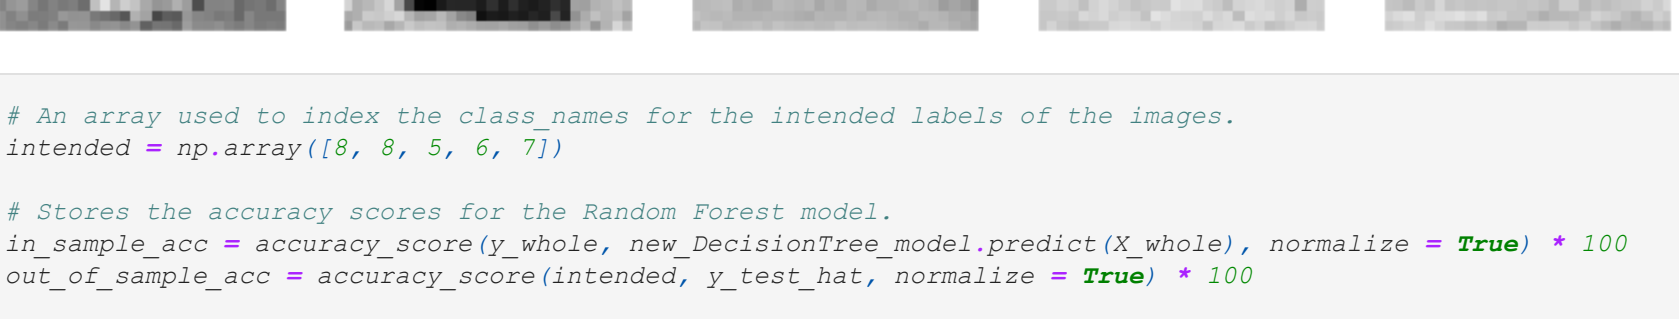 # An array used to index the class_names for the intended labels of the images.
intended = np.array([8, 8, 5, 6, 7])
# Stores the accuracy scores for the Random Forest model.
in_sample_acc = accuracy_score(y_whole, new_DecisionTree_model.predict(X_whole), normalize = True) * 100
out_of_sample_acc = accuracy_score(intended, y_test_hat, normalize = True) * 100